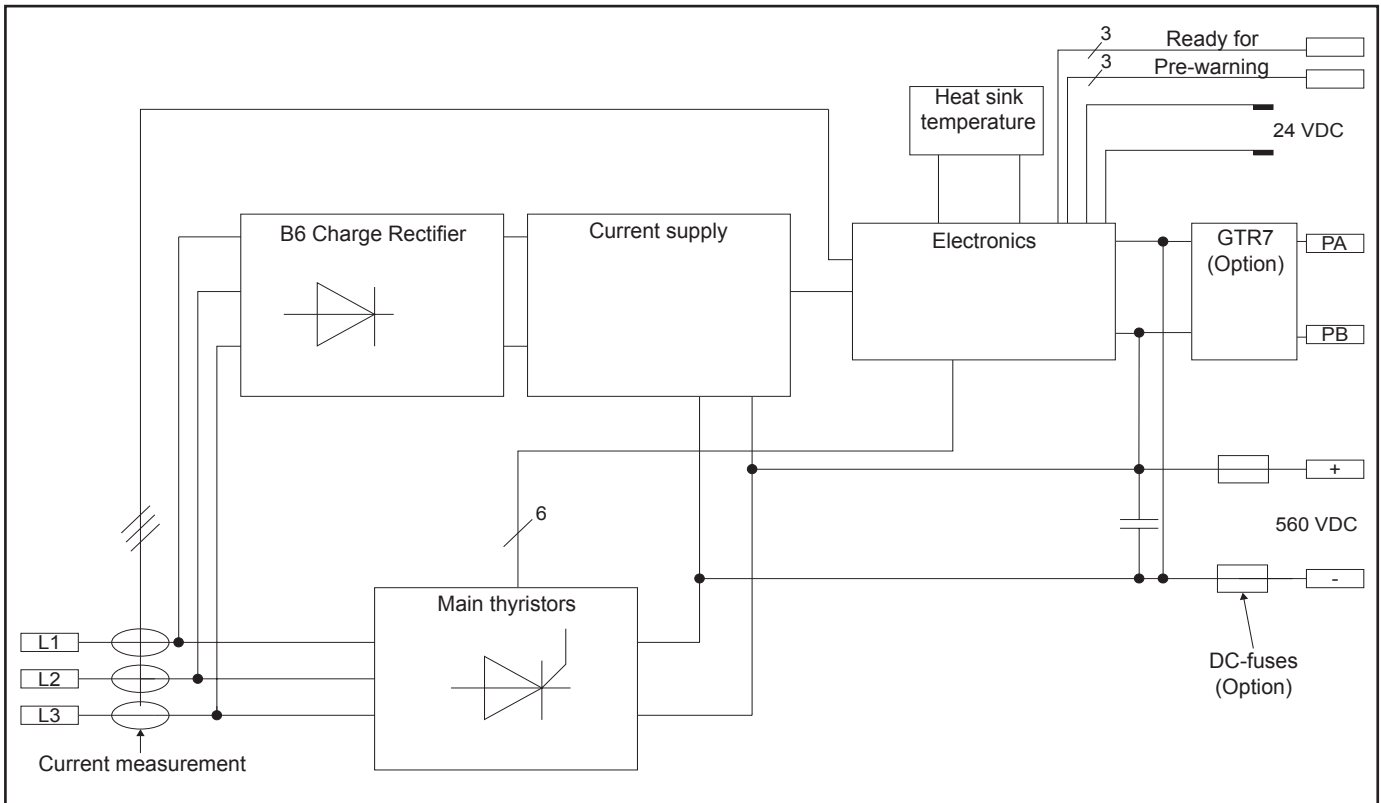 3
Ready for
3
Pre-warning
Heat sink
temperature
24 VDC
B6 Charge Rectifier
Current supply
Electronics
GTR7
(Option)
PA
PB
+
560 VDC
-
6
Main thyristors
L1
L2
L3
DC-fuses
(Option)
Current measurement